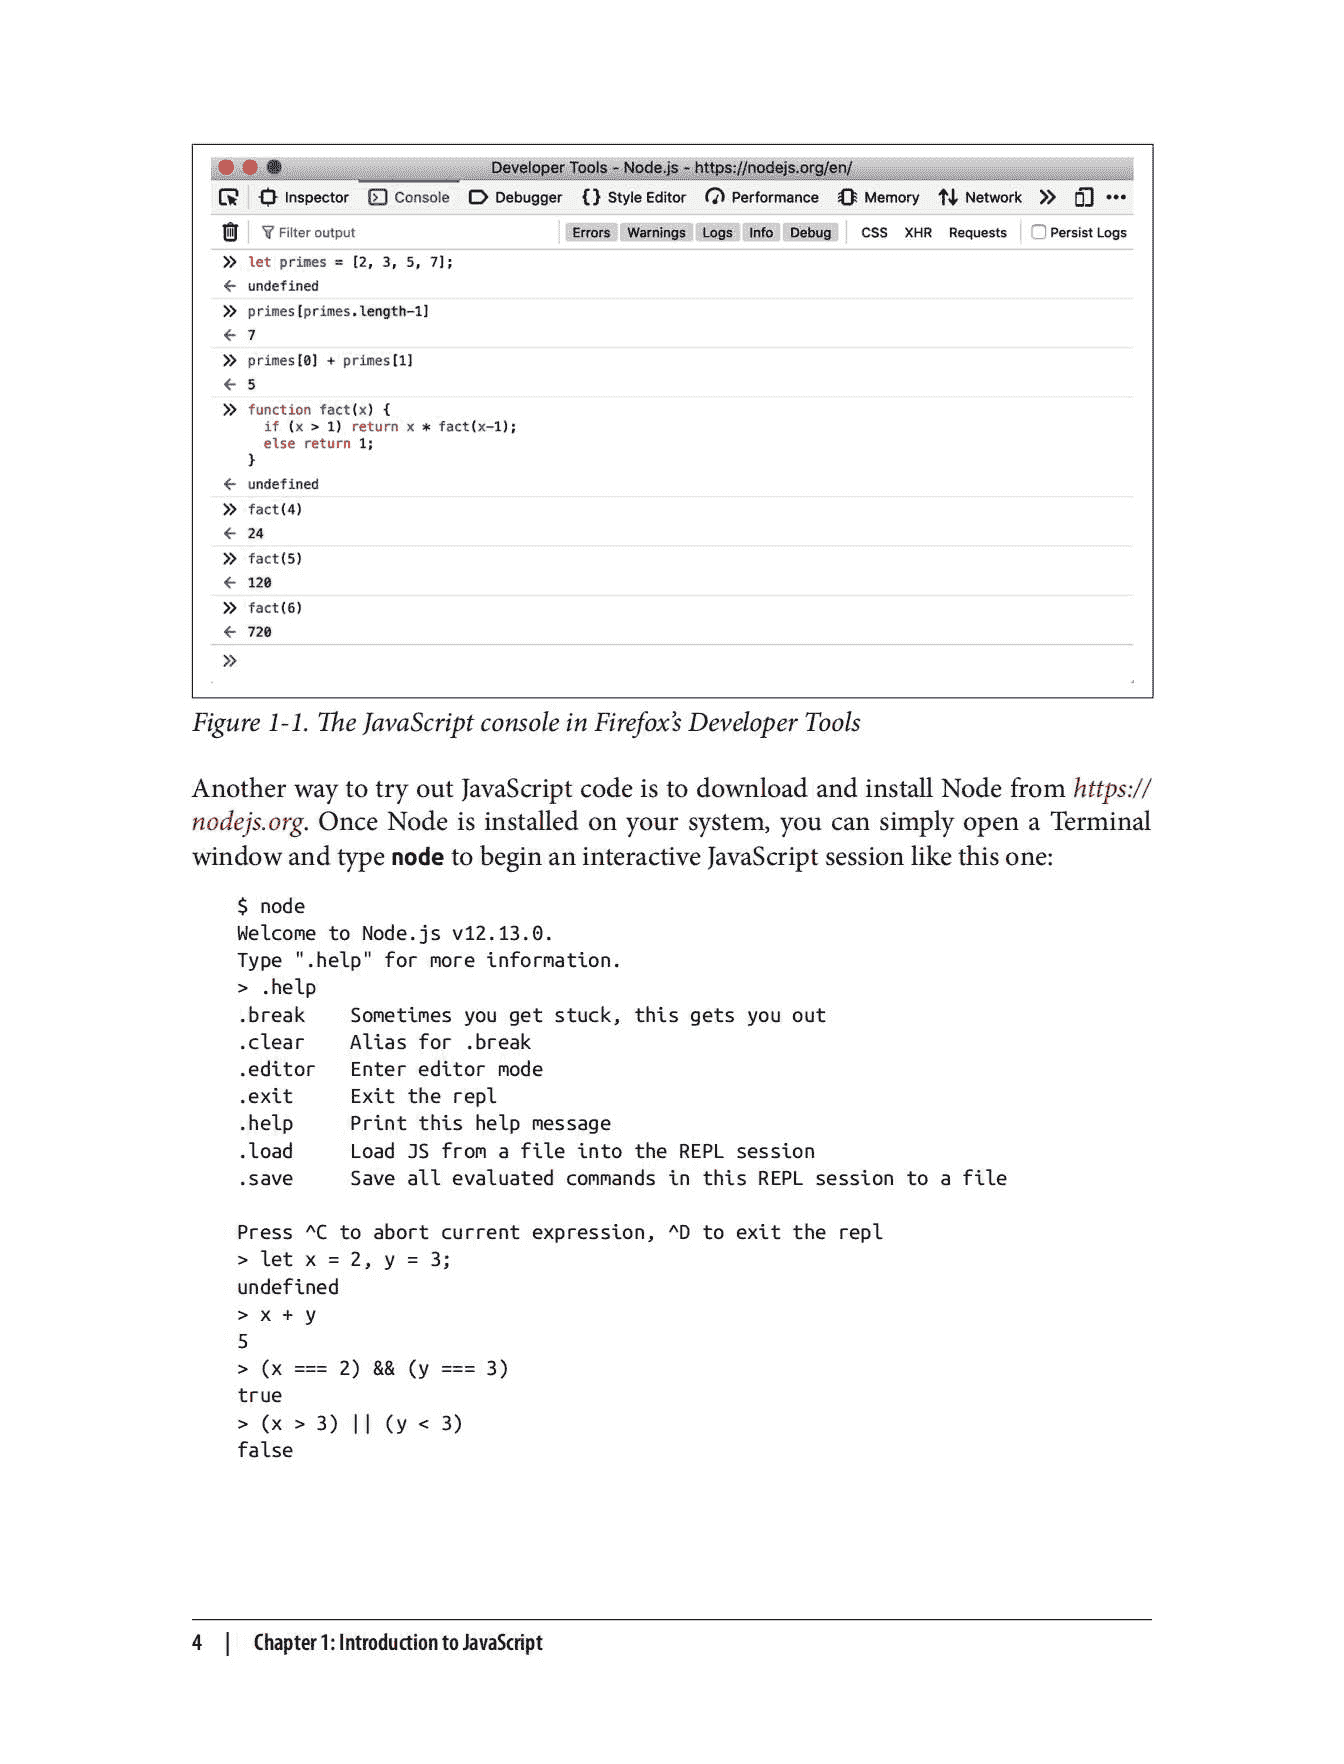 Developer Tools - Node.js - https://nodejs.org/en/
Inspector Console Debugger {} Style Editor Performance Memory Network >> •••
Filter output Errors Warnings Logs Info Debug CSS XHR Requests Persist Logs
>> let primes = [2, 3, 5, 7];
← undefined
>> primes[primes.length-1]
← 7
>> primes[0] + primes[1]
← 5
>> function fact(x) {
if (x > 1) return x * fact(x-1);
else return 1;
}
← undefined
>> fact(4)
← 24
>> fact(5)
← 120
>> fact(6)
← 720
>>
Figure 1-1. The JavaScript console in Firefox’s Developer Tools
Another way to try out JavaScript code is to download and install Node from https://
nodejs.org. Once Node is installed on your system, you can simply open a Terminal
window and type node to begin an interactive JavaScript session like this one:
$ node
Welcome to Node.js v12.13.0.
Type ".help" for more information.
> .help
.break    Sometimes you get stuck, this gets you out
.clear    Alias for .break
.editor   Enter editor mode
.exit     Exit the repl
.help     Print this help message
.load     Load JS from a file into the REPL session
.save     Save all evaluated commands in this REPL session to a file
Press ^C to abort current expression, ^D to exit the repl
> let x = 2, y = 3;
undefined
> x + y
5
> (x === 2) && (y === 3)
true
> (x > 3) || (y < 3)
false
4 | Chapter 1: Introduction to JavaScript